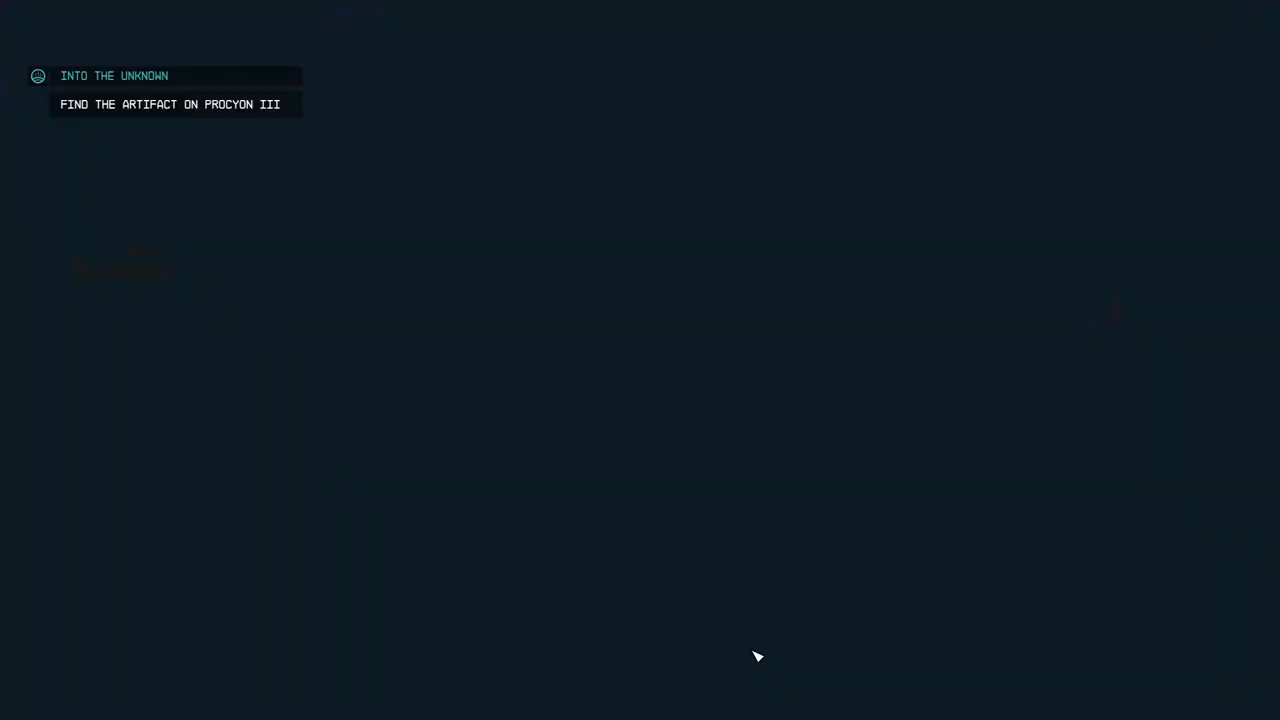 INTO THE UNKNOWN
FIND THE ARTIFACT ON PROCYON III